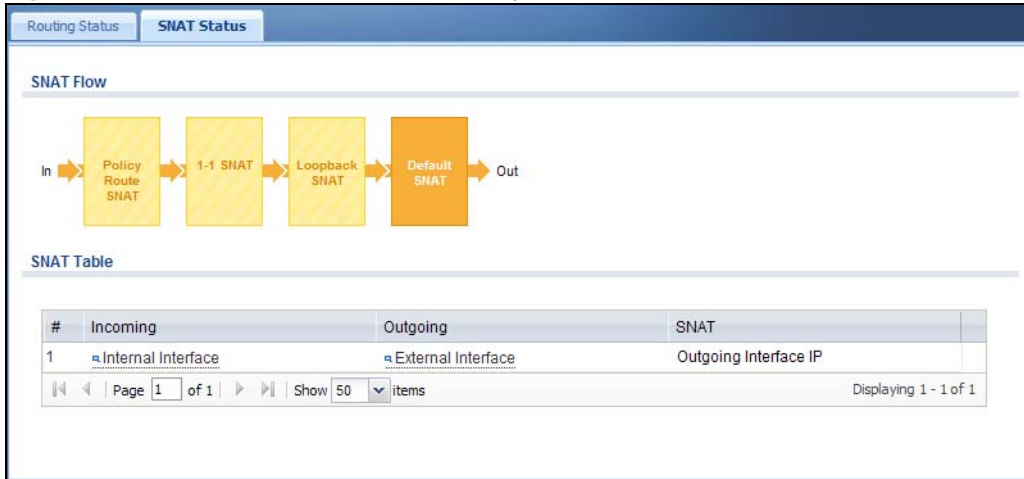 Routing Status
SNAT Status
SNAT Flow
In
Policy
Route
SNAT
1-1 SNAT
Loopback
SNAT
Default
SNAT
Out
SNAT Table
# Incoming Outgoing SNAT
1 Internal Interface External Interface Outgoing Interface IP
Page 1 of 1 Show 50 items Displaying 1 - 1 of 1